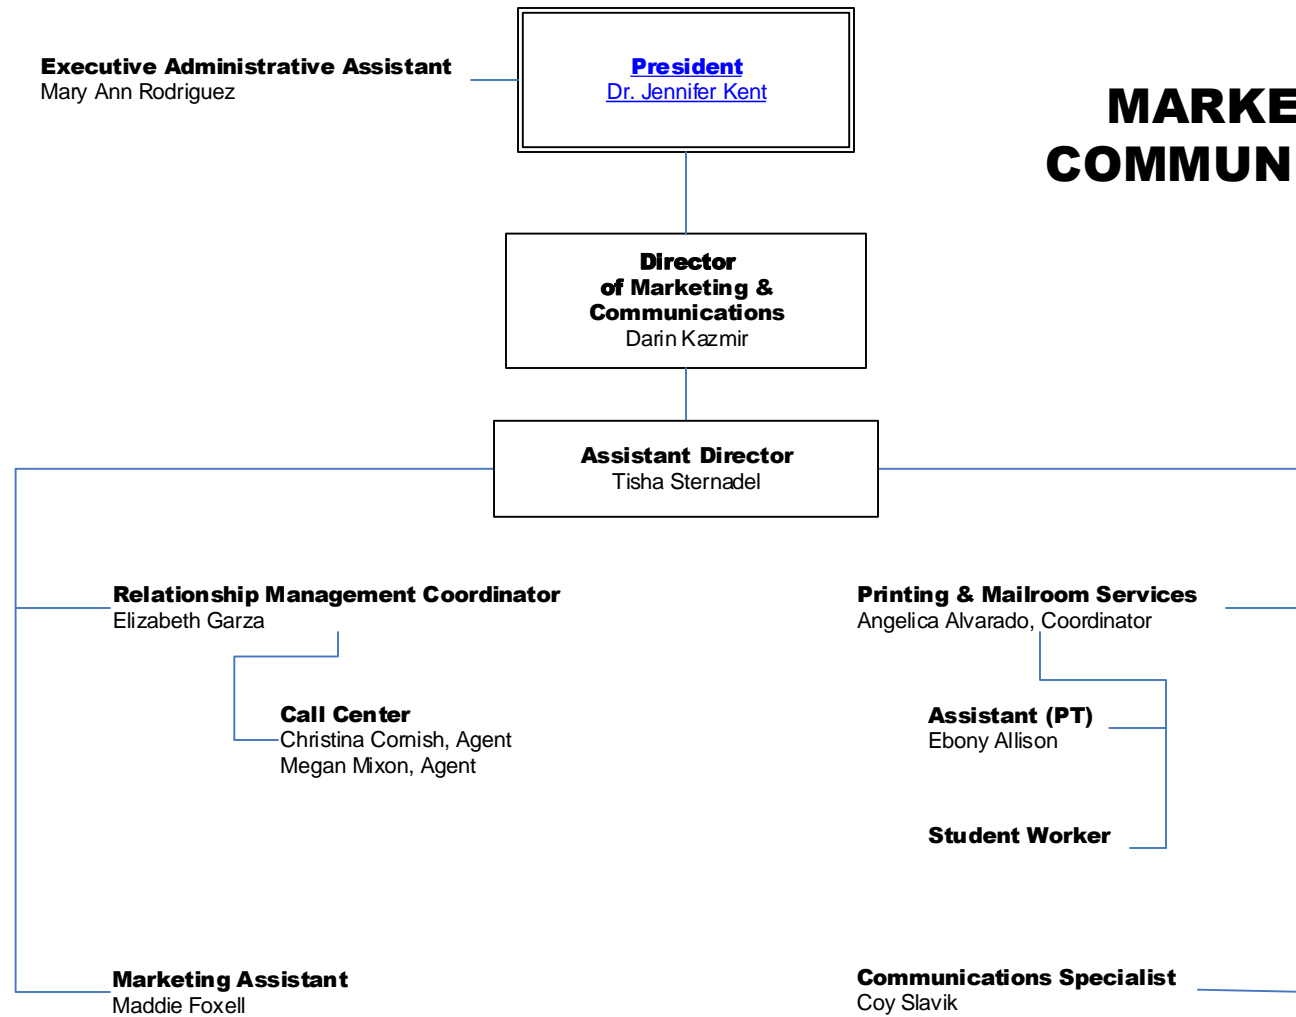 Executive Administrative Assistant
Mary Ann Rodriguez
President
Dr. Jennifer Kent
MARKE
COMMUN
Director
of Marketing &
Communications
Darin Kazmir
Assistant Director
Tisha Sternadel
Relationship Management Coordinator
Elizabeth Garza
Printing & Mailroom Services
Angelica Alvarado, Coordinator
Call Center
Christina Cornish, Agent
Megan Mixon, Agent
Assistant (PT)
Ebony Allison
Student Worker
Marketing Assistant
Maddie Foxell
Communications Specialist
Coy Slavik